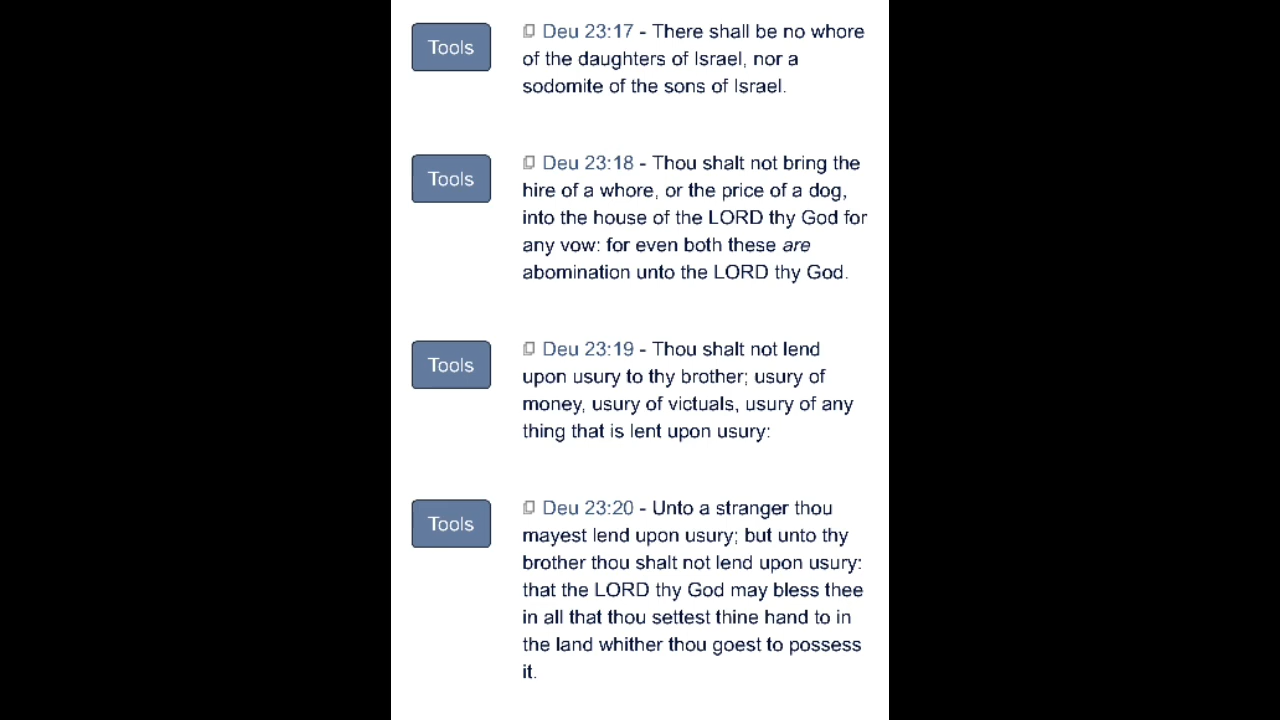 Tools
Deu 23:17 - There shall be no whore
of the daughters of Israel, nor a
sodomite of the sons of Israel.
Tools
Deu 23:18 - Thou shalt not bring the
hire of a whore, or the price of a dog,
into the house of the LORD thy God for
any vow: for even both these are
abomination unto the LORD thy God.
Tools
Deu 23:19 - Thou shalt not lend
upon usury to thy brother; usury of
money, usury of victuals, usury of any
thing that is lent upon usury:
Tools
Deu 23:20 - Unto a stranger thou
mayest lend upon usury; but unto thy
brother thou shalt not lend upon usury:
that the LORD thy God may bless thee
in all that thou settest thine hand to in
the land whither thou goest to possess
it.